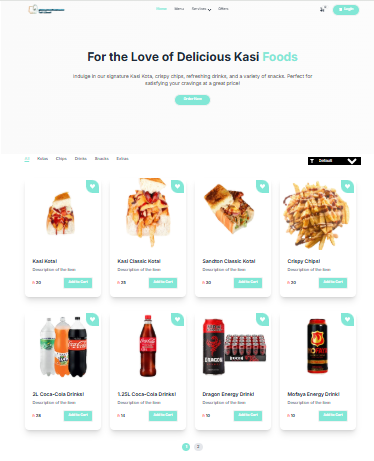 Home Menu Services Offers
Login
For the Love of Delicious Kasi Foods
Indulge in our signature Kasi Kota, crispy chips, refreshing drinks, and a variety of snacks. Perfect for
satisfying your cravings at a great price!
Order Now
All Kotas Chips Drinks Snacks Extras
Default
Kasi Kota!
Description of the item
R 20
Add to Cart
Kasi Classic Kota!
Description of the item
R 35
Add to Cart
Sandton Classic Kota!
Description of the item
R 50
Add to Cart
Crispy Chips!
Description of the item
R 30
Add to Cart
2L Coca-Cola Drinks!
Description of the item
R 28
Add to Cart
1.25L Coca-Cola Drinks!
Description of the item
R 14
Add to Cart
DRAGON
Dragon Energy Drink!
Description of the item
R 10
Add to Cart
MOFAYA
Mofaya Energy Drink!
Description of the item
R 12
Add to Cart
1 2